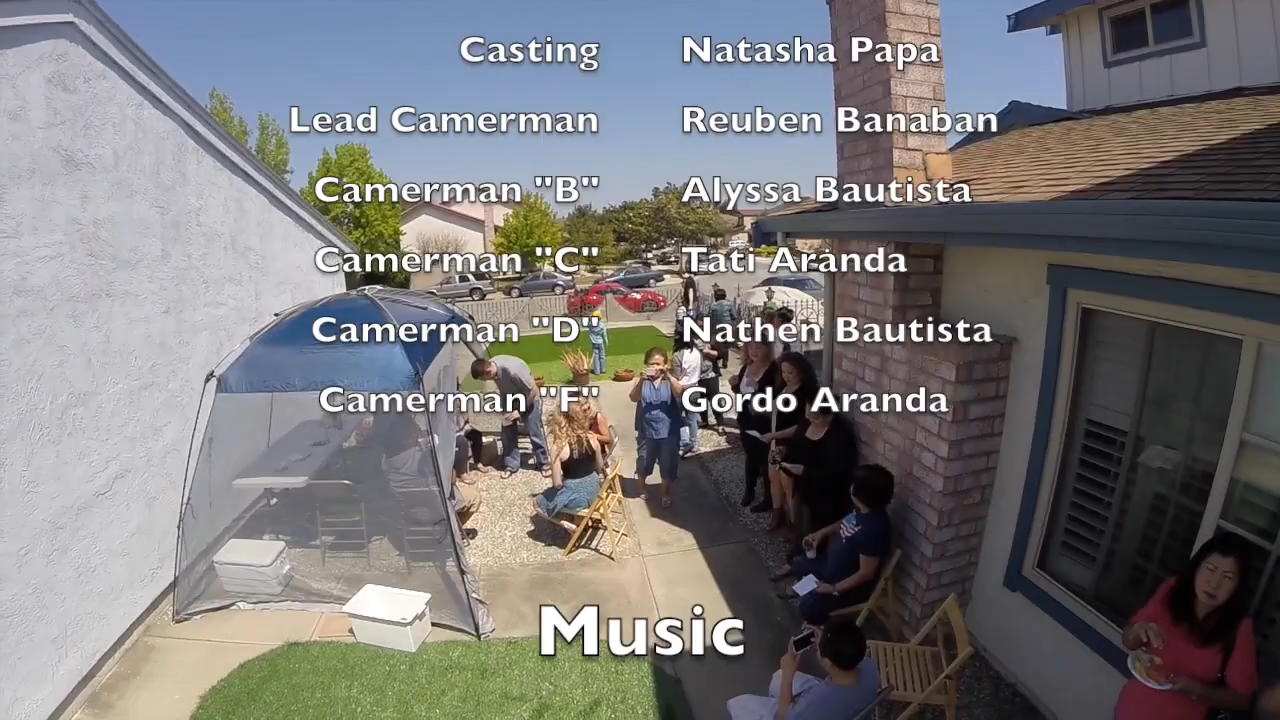 Casting Natasha Papa
Lead Camerman Reuben Banaban
Camerman "B" Alyssa Bautista
Camerman "C" Tati Aranda
Camerman "D" Nathen Bautista
Camerman "F" Gordo Aranda
Music